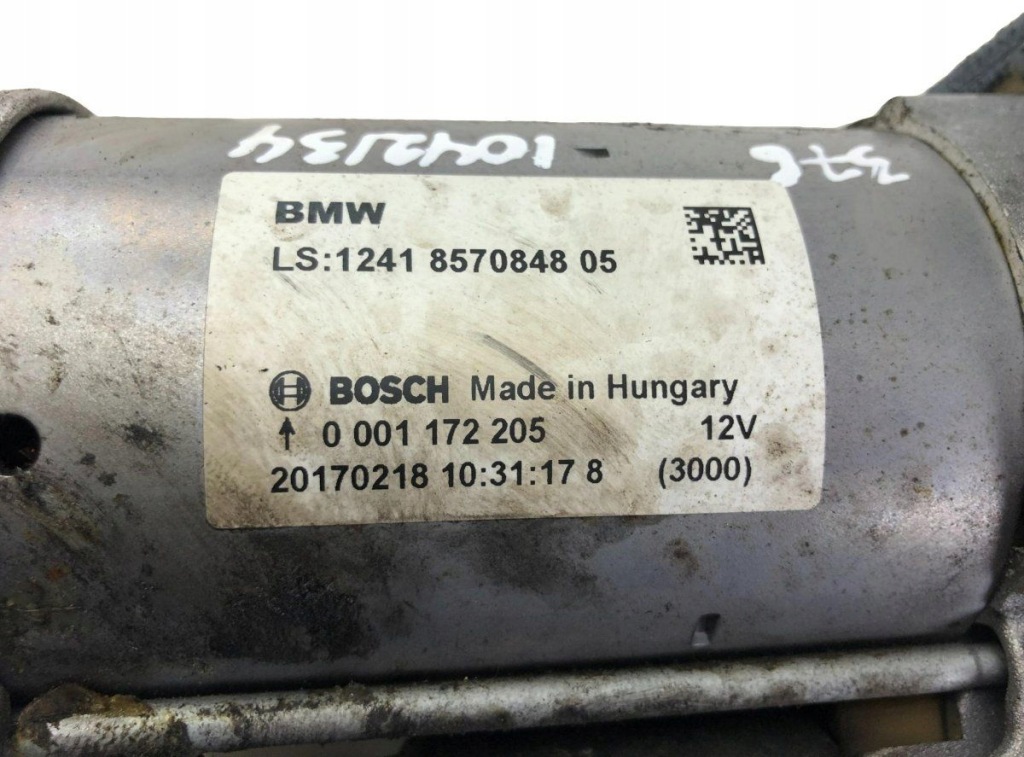 BMW
LS:1241 8570848 05
BOSCH Made in Hungary
0 001 172 205 12V
20170218 10:31:17 8 (3000)